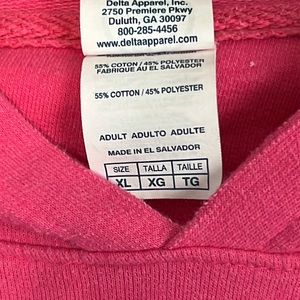 Delta Apparel, Inc.
2750 Premiere Pkwy
Duluth, GA 30097
800-285-4456
www.deltaapparel.com
55% COTTON / 45% POLYESTER
FABRIQUE AU EL SALVADOR
55% COTTON / 45% POLYESTER
ADULT ADULTO ADULTE
MADE IN EL SALVADOR
SIZE TALLA TAILLE
XL XG TG